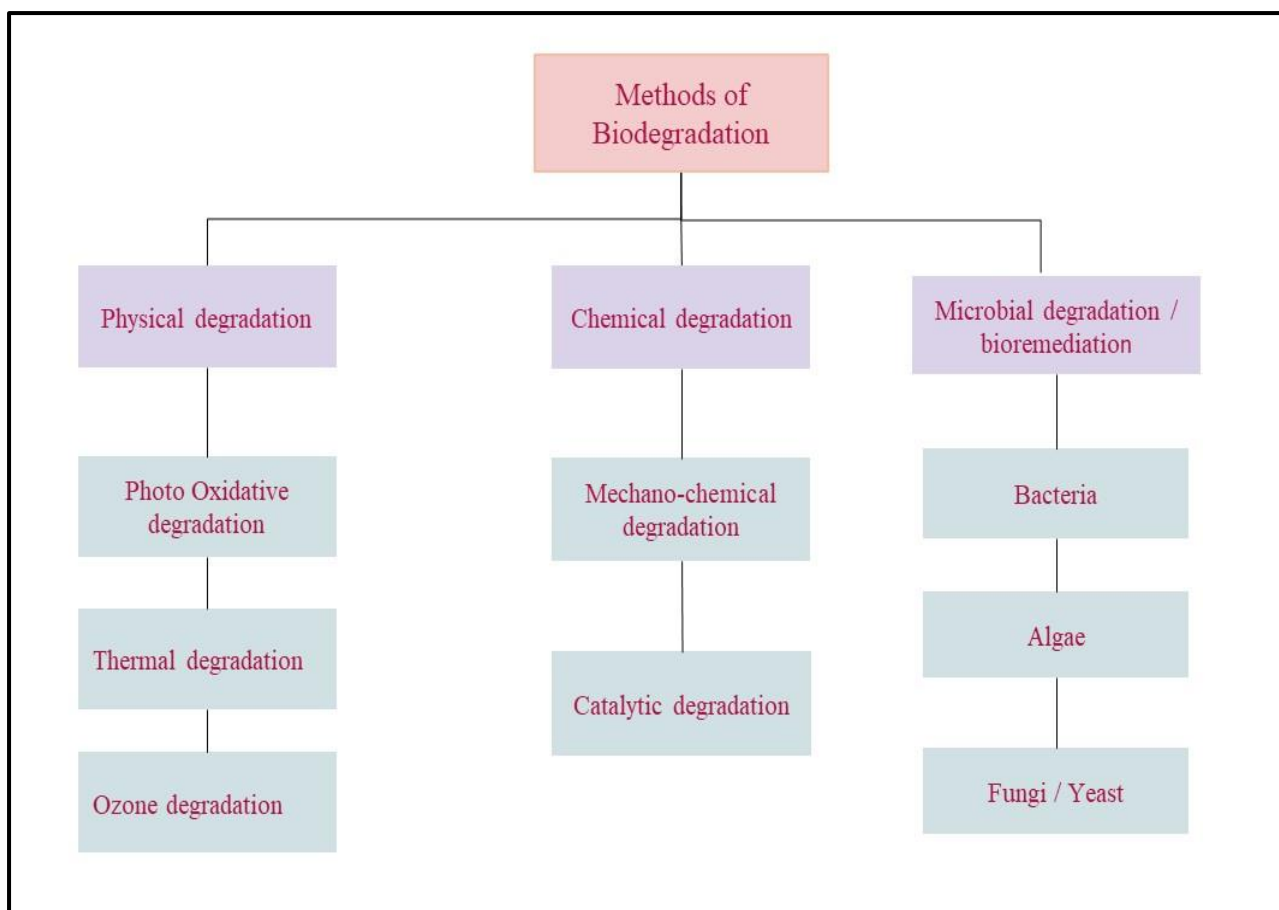 Methods of
Biodegradation
Physical degradation
Chemical degradation
Microbial degradation /
bioremediation
Photo Oxidative
degradation
Mechano-chemical
degradation
Bacteria
Thermal degradation
Catalytic degradation
Algae
Ozone degradation
Fungi / Yeast